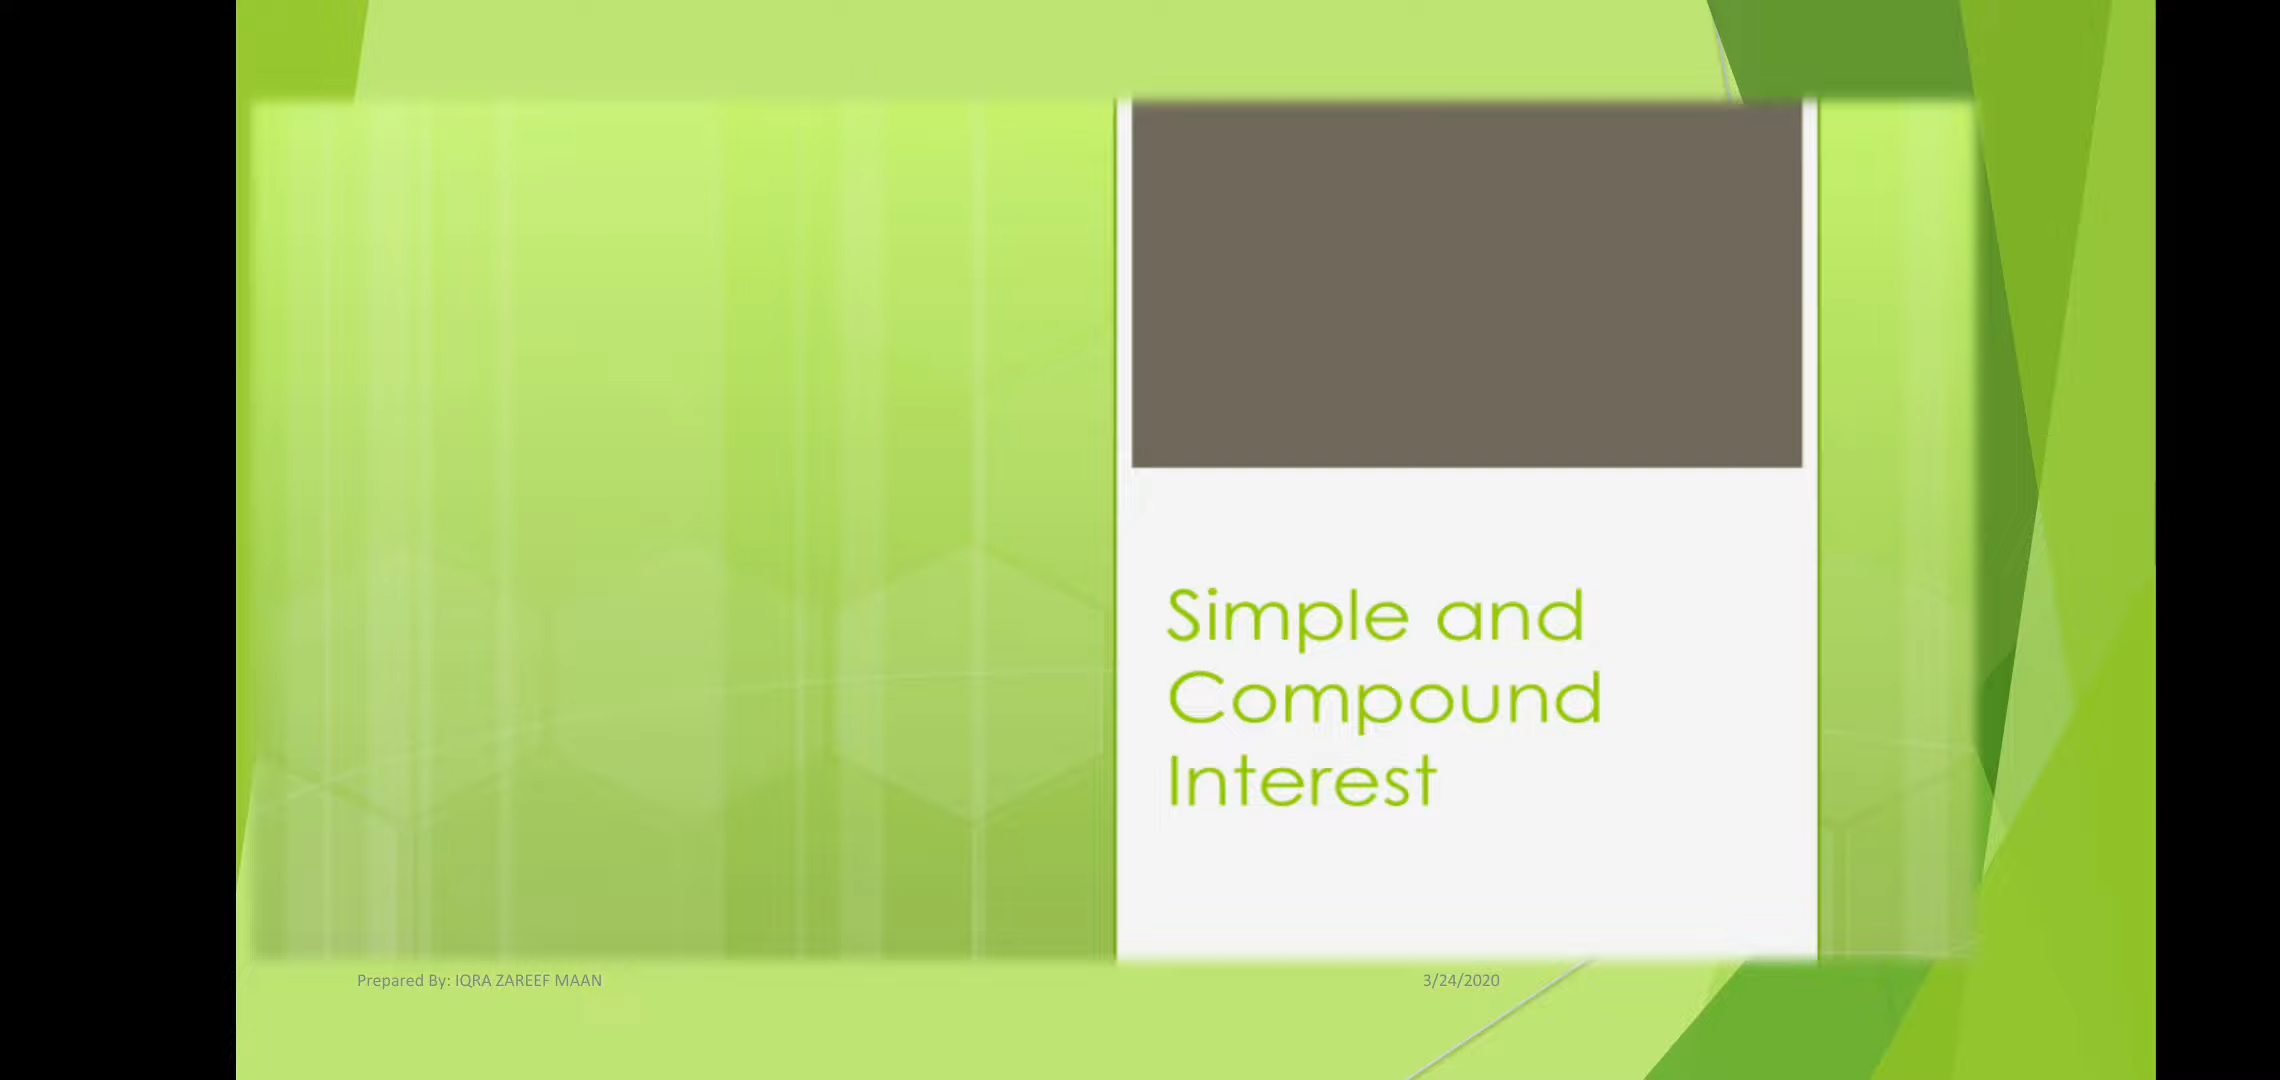 Simple and
Compound
Interest
Prepared By: IQRA ZAREEF MAAN
3/24/2020